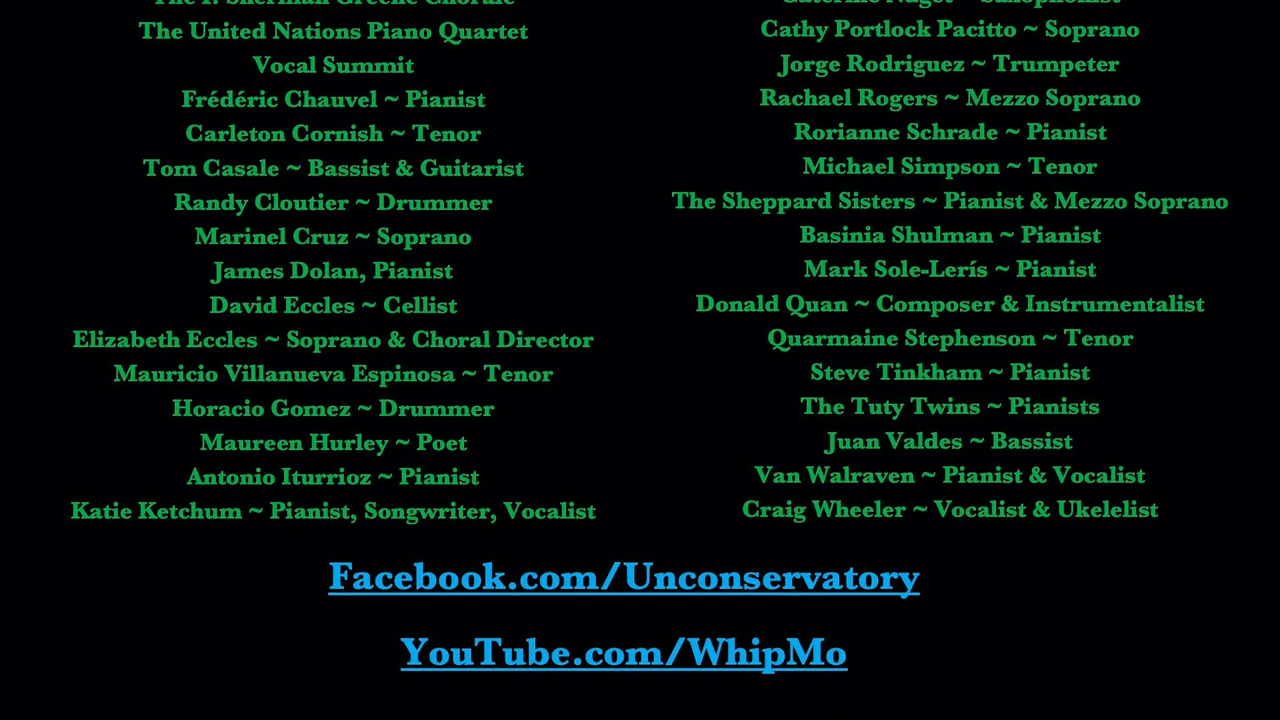 The United Nations Piano Quartet
Vocal Summit
Frédéric Chauvel ~ Pianist
Carleton Cornish ~ Tenor
Tom Casale ~ Bassist & Guitarist
Randy Cloutier ~ Drummer
Marinel Cruz ~ Soprano
James Dolan, Pianist
David Eccles ~ Cellist
Elizabeth Eccles ~ Soprano & Choral Director
Mauricio Villanueva Espinosa ~ Tenor
Horacio Gomez ~ Drummer
Maureen Hurley ~ Poet
Antonio Iturrioz ~ Pianist
Katie Ketchum ~ Pianist, Songwriter, Vocalist
Cathy Portlock Pacitto ~ Soprano
Jorge Rodriguez ~ Trumpeter
Rachael Rogers ~ Mezzo Soprano
Rorianne Schrade ~ Pianist
Michael Simpson ~ Tenor
The Sheppard Sisters ~ Pianist & Mezzo Soprano
Basinia Shulman ~ Pianist
Mark Sole-Lerís ~ Pianist
Donald Quan ~ Composer & Instrumentalist
Quarmaine Stephenson ~ Tenor
Steve Tinkham ~ Pianist
The Tuty Twins ~ Pianists
Juan Valdes ~ Bassist
Van Walraven ~ Pianist & Vocalist
Craig Wheeler ~ Vocalist & Ukelelist
Facebook.com/Unconservatory
YouTube.com/WhipMo